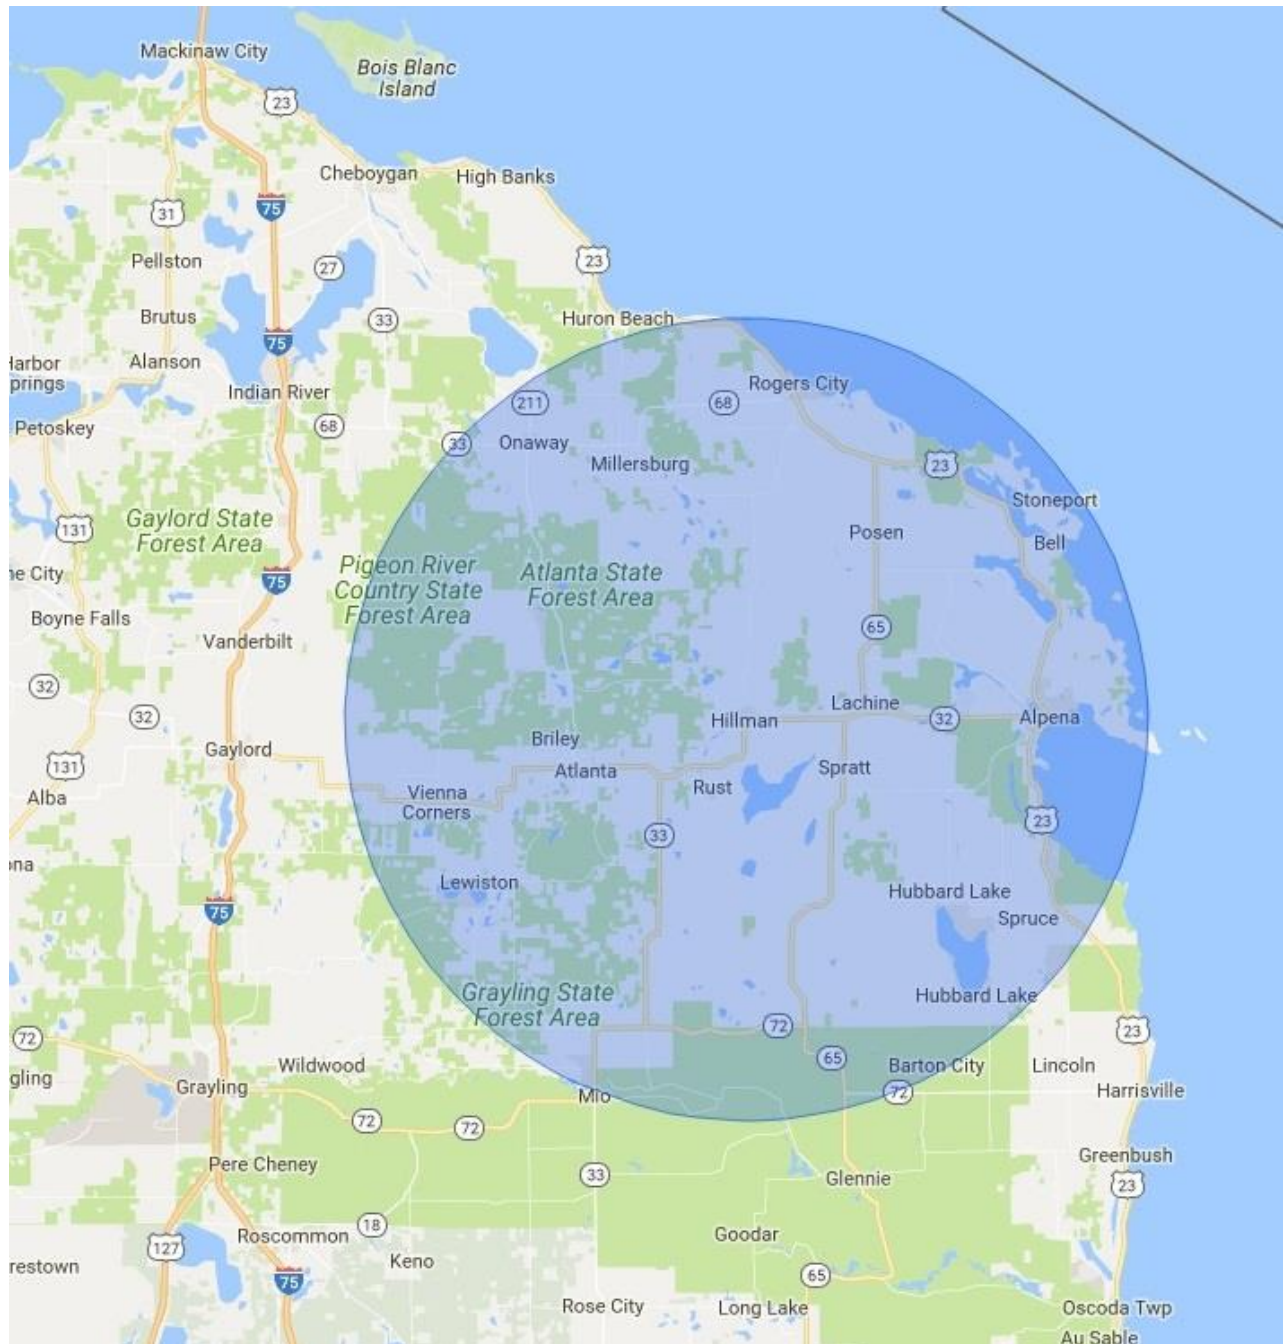 Mackinaw City
Bois Blanc
Island
23
Cheboygan
High Banks
31
75
Pellston
27
23
Brutus
33
Huron Beach
75
Harbor
Springs
Alanson
Rogers City
Indian River
211
68
Petoskey
68
33
Onaway
Millersburg
23
Stoneport
131
Gaylord State
Forest Area
Posen
Bell
75
Pigeon River
Country State
Forest Area
Atlanta State
Forest Area
ne City
Boyne Falls
Vanderbilt
65
32
32
Hillman
Lachine
32
Alpena
Gaylord
Briley
131
Atlanta
Spratt
Alba
Vienna
Corners
Rust
33
23
ona
Lewiston
Hubbard Lake
75
Spruce
Grayling State
Forest Area
Hubbard Lake
72
72
23
65
Wildwood
Barton City
Lincoln
gling
Grayling
Mio
72
Harrisville
72
72
Greenbush
Pere Cheney
33
Glennie
23
18
Roscommon
Goodar
127
Keno
restown
75
65
Rose City
Long Lake
Oscoda Twp
Au Sable